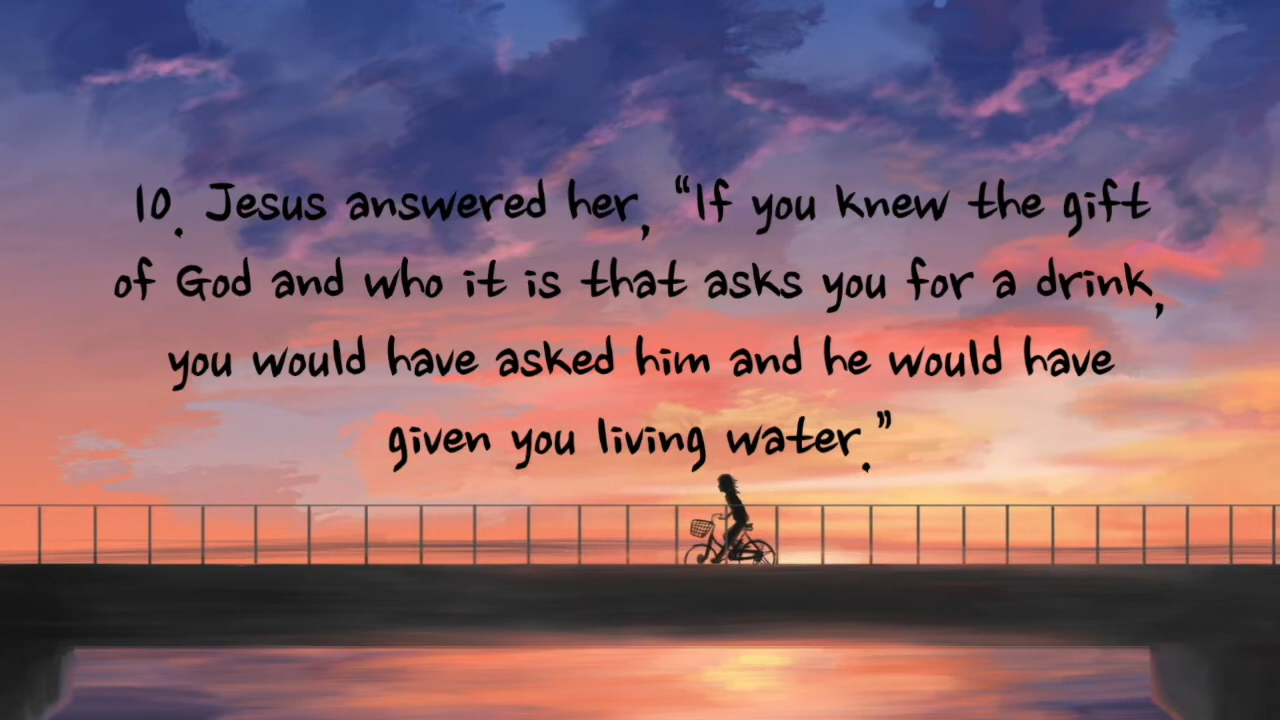 10. Jesus answered her, “If you knew the gift
of God and who it is that asks you for a drink,
you would have asked him and he would have
given you living water.”